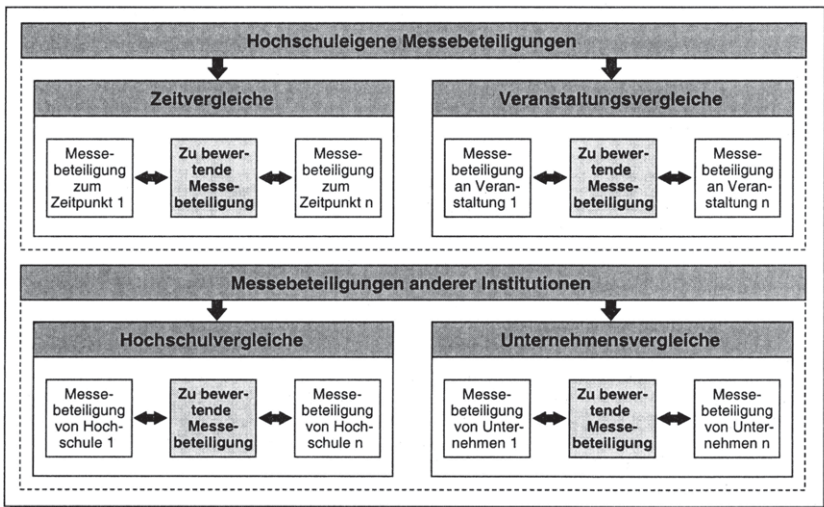 Hochschuleigene Messebeteiligungen
Zeitvergleiche
Messe-
beteiligung
zum
Zeitpunkt 1
Zu bewer-
tende
Messe-
beteiligung
Messe-
beteiligung
zum
Zeitpunkt n
Veranstaltungsvergleiche
Messe-
beteiligung
an Veran-
staltung 1
Zu bewer-
tende
Messe-
beteiligung
Messe-
beteiligung
an Veran-
staltung n
Messebeteiligungen anderer Institutionen
Hochschulvergleiche
Messe-
beteiligung
von Hoch-
schule 1
Zu bewer-
tende
Messe-
beteiligung
Messe-
beteiligung
von Hoch-
schule n
Unternehmensvergleiche
Messe-
beteiligung
von Unter-
nehmen 1
Zu bewer-
tende
Messe-
beteiligung
Messe-
beteiligung
von Unter-
nehmen n